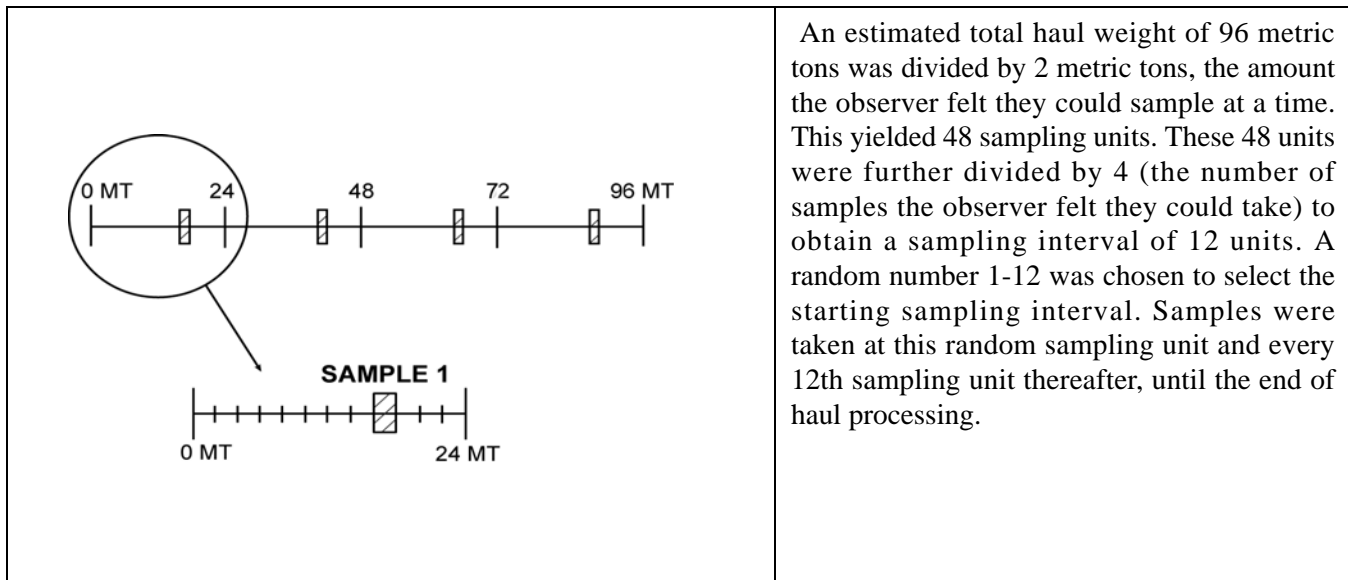 0 MT 24 48 72 96 MT
SAMPLE 1
0 MT 24 MT
An estimated total haul weight of 96 metric
tons was divided by 2 metric tons, the amount
the observer felt they could sample at a time.
This yielded 48 sampling units. These 48 units
were further divided by 4 (the number of
samples the observer felt they could take) to
obtain a sampling interval of 12 units. A
random number 1-12 was chosen to select the
starting sampling interval. Samples were
taken at this random sampling unit and every
12th sampling unit thereafter, until the end of
haul processing.